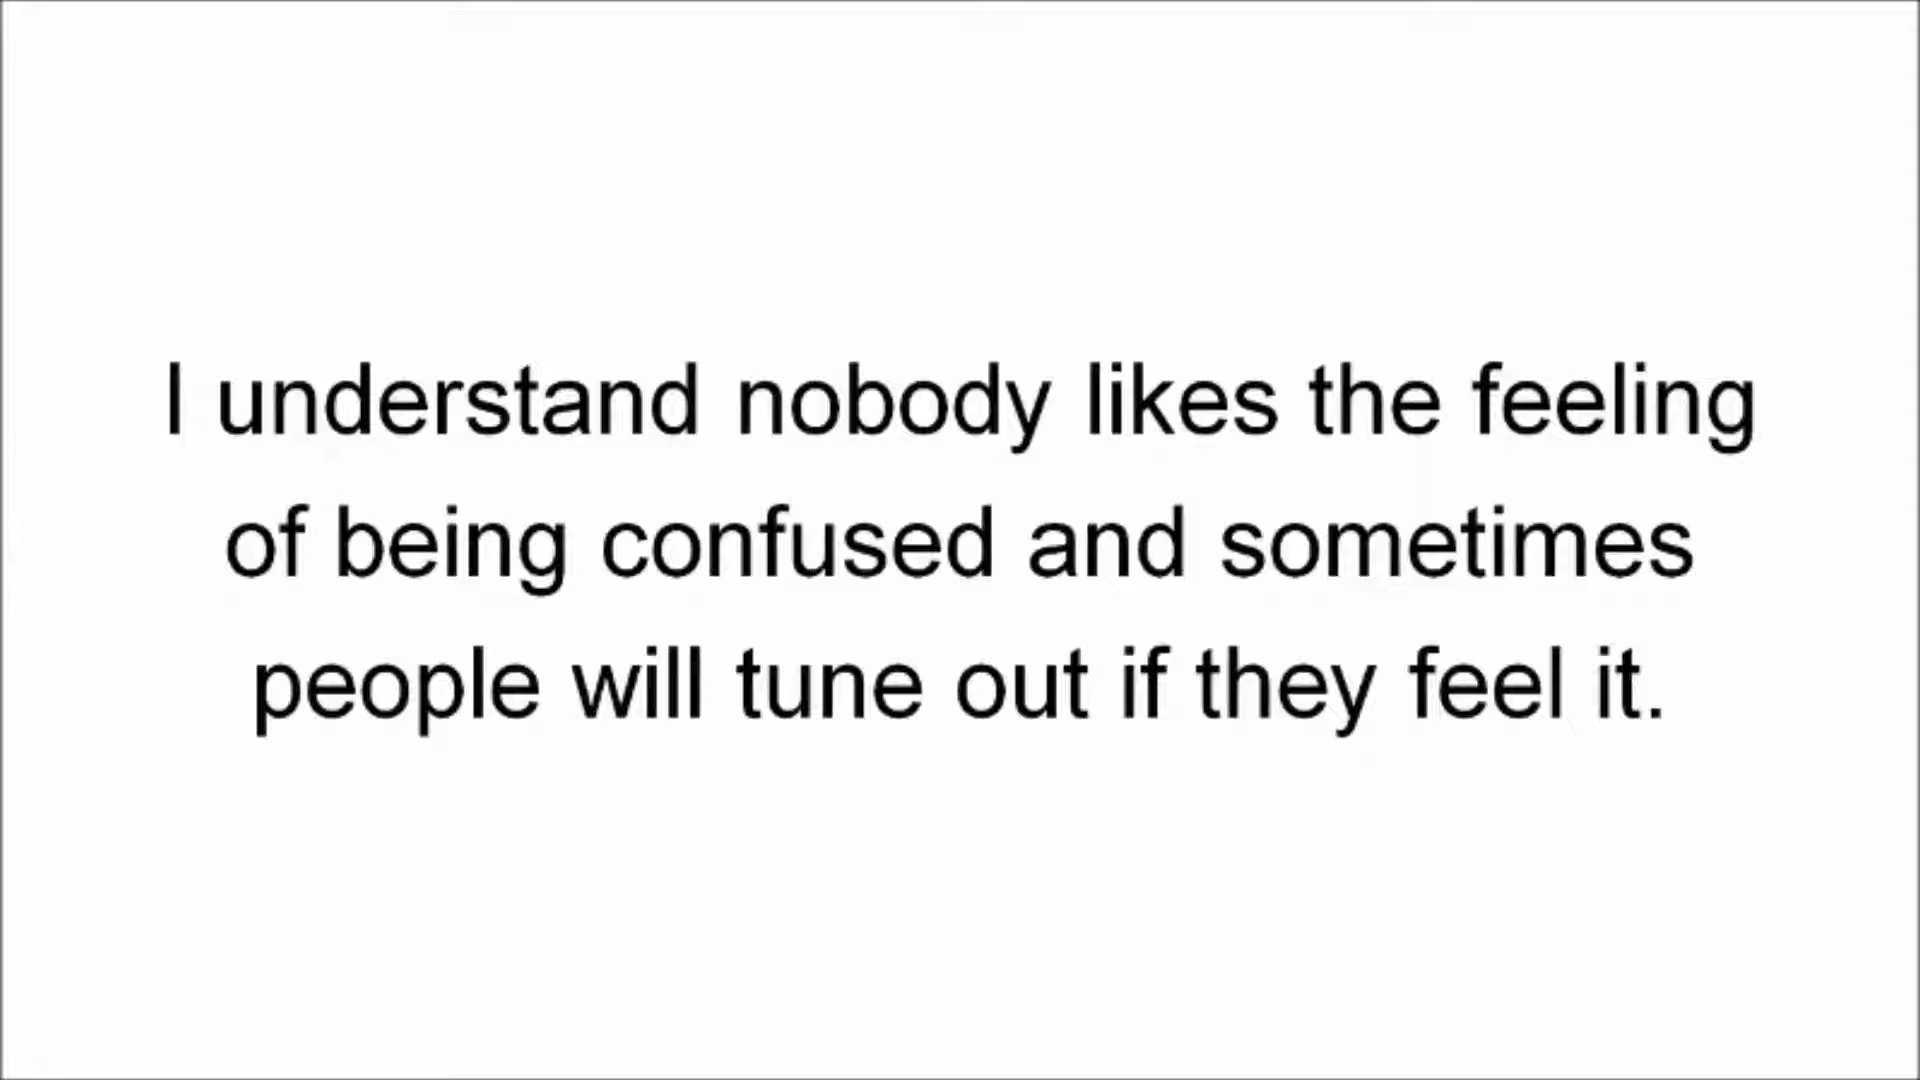 I understand nobody likes the feeling
of being confused and sometimes
people will tune out if they feel it.